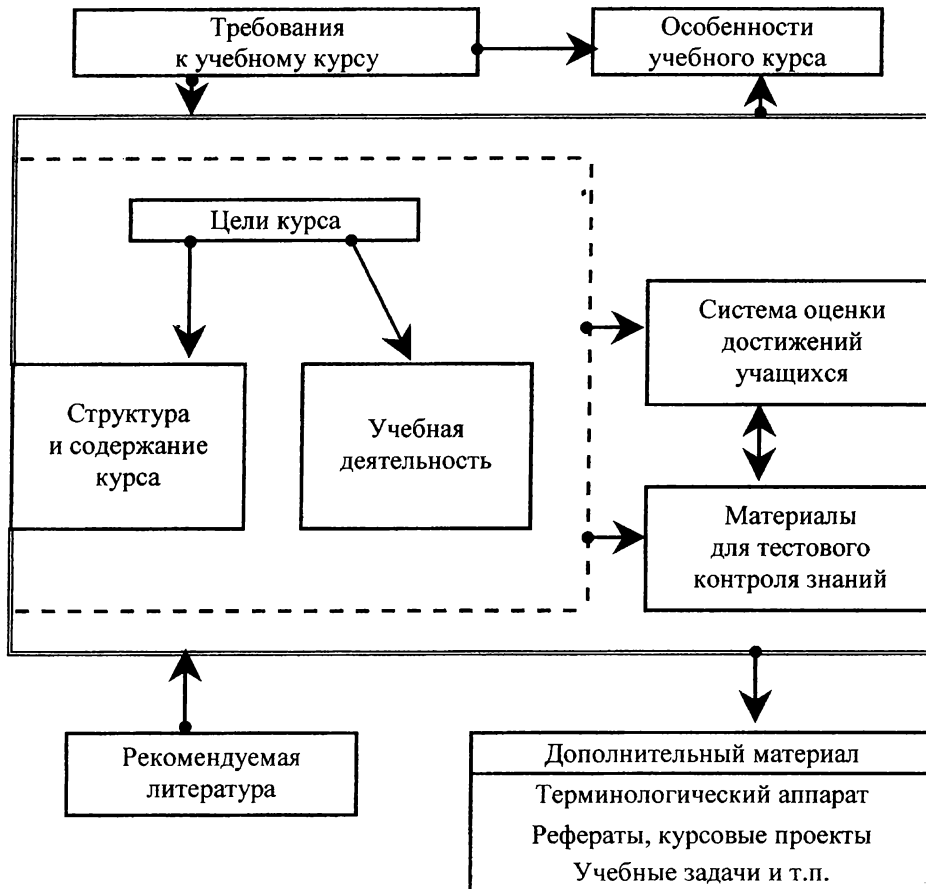 Требования
к учебному курсу
Особенности
учебного курса
Цели курса
Система оценки
достижений
учащихся
Структура
и содержание
курса
Учебная
деятельность
Материалы
для тестового
контроля знаний
Рекомендуемая
литература
Дополнительный материал
Терминологический аппарат
Рефераты, курсовые проекты
Учебные задачи и т.п.